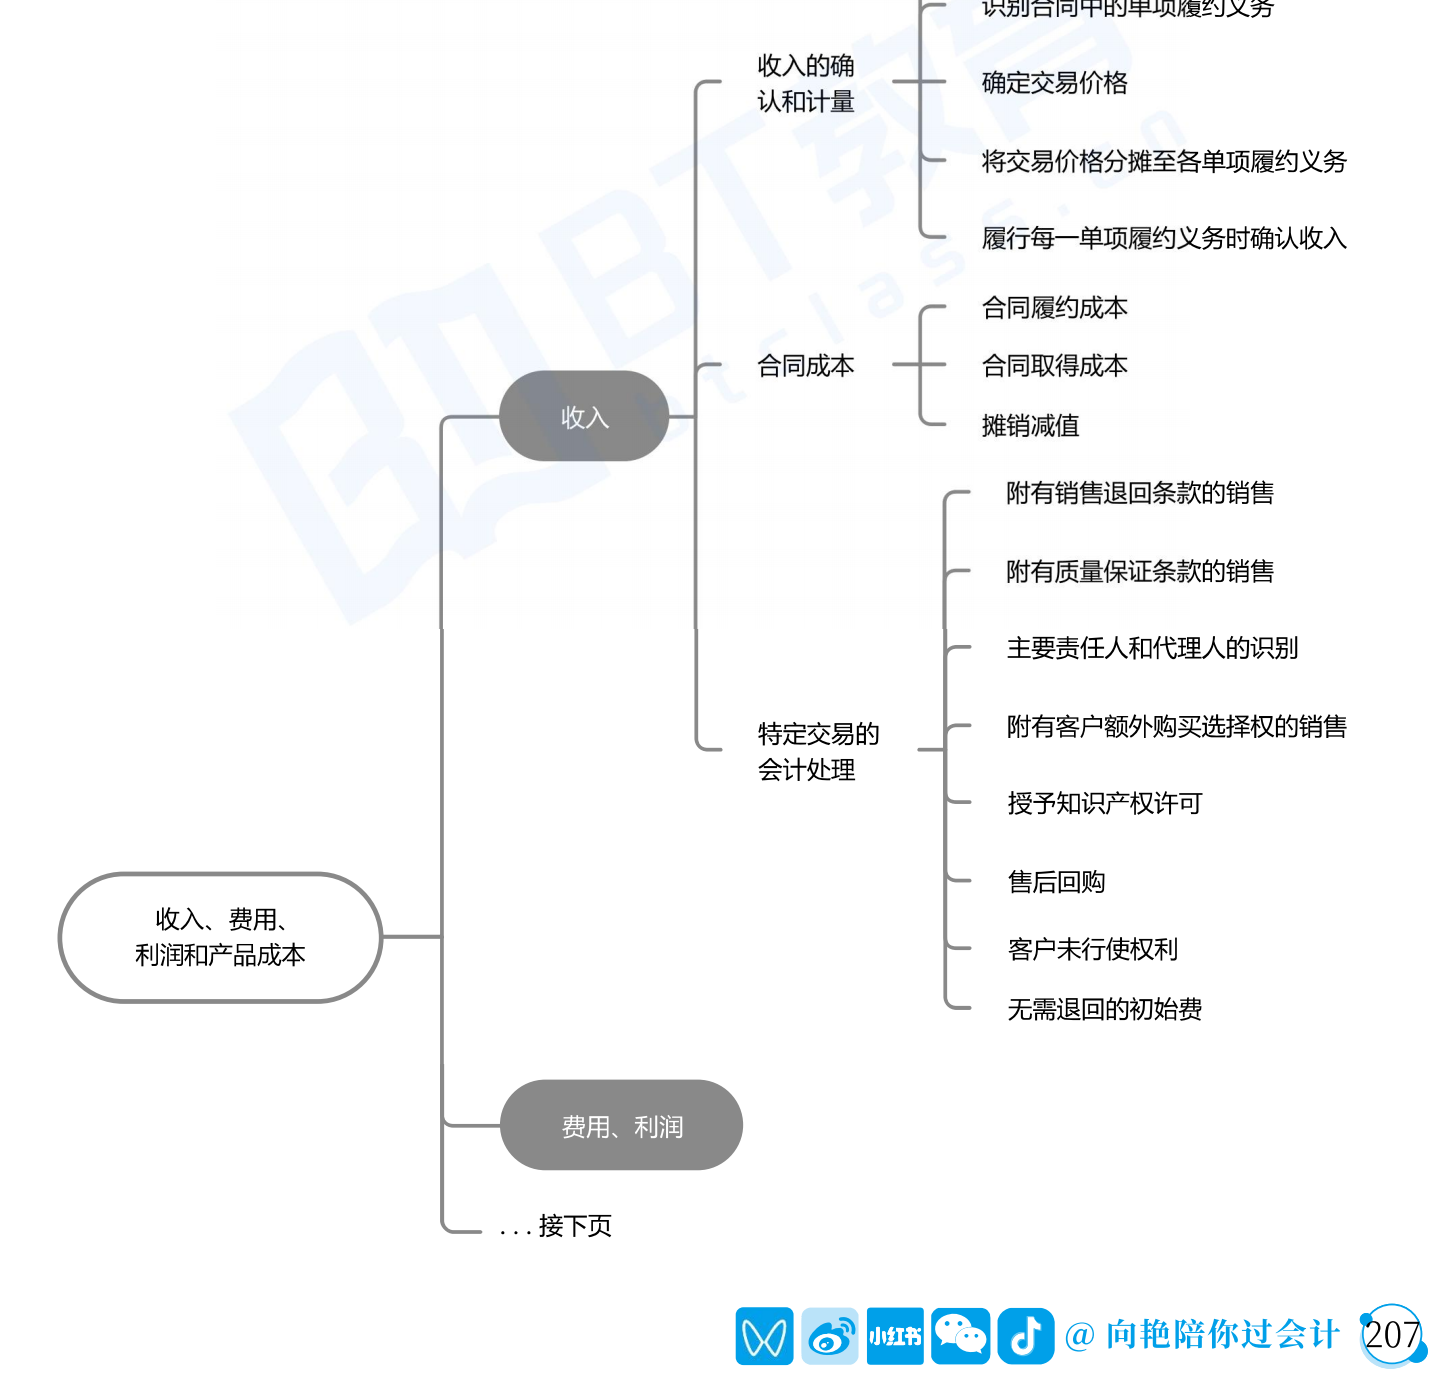 识别合同中的单项履约义务
收入的确
认和计量
确定交易价格
将交易价格分摊至各单项履约义务
履行每一单项履约义务时确认收入
合同履约成本
合同成本
合同取得成本
摊销减值
收入
附有销售退回条款的销售
附有质量保证条款的销售
主要责任人和代理人的识别
附有客户额外购买选择权的销售
特定交易的
会计处理
授予知识产权许可
售后回购
客户未行使权利
无需退回的初始费
收入、费用、
利润和产品成本
费用、利润
...接下页
BT教育
btclass.cn
小红书
@ 向艳陪你过会计
207